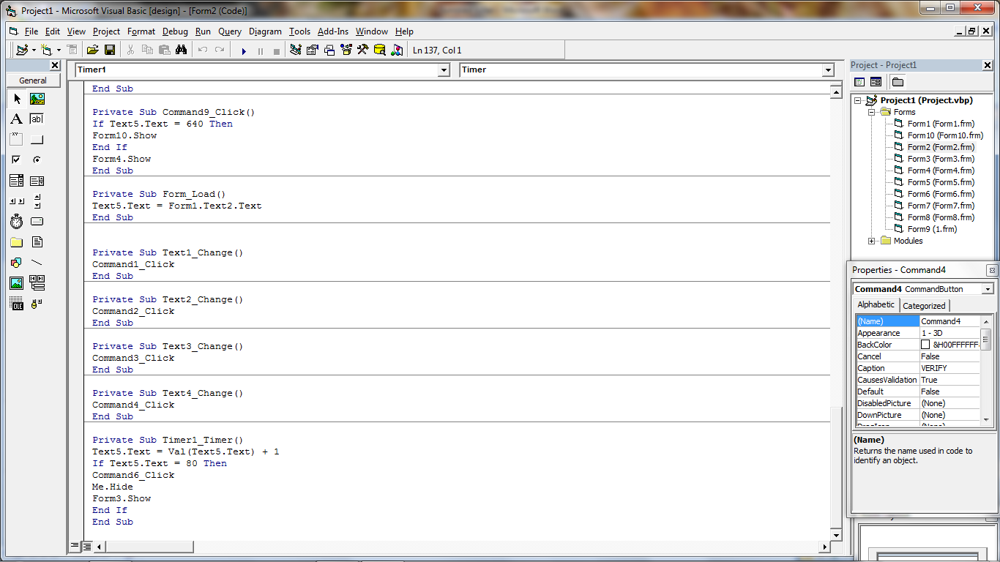 Project1 - Microsoft Visual Basic [design] - [Form2 (Code)]
File Edit View Project Format Debug Run Query Diagram Tools Add-Ins Window Help
Ln 137, Col 1
General
A
ab|
XY
OLE
Timer1
Timer
End Sub
Private Sub Command9_Click()
If Text5.Text = 640 Then
Form10.Show
End If
Form4.Show
End Sub
Private Sub Form_Load()
Text5.Text = Form1.Text2.Text
End Sub
Private Sub Text1_Change()
Command1_Click
End Sub
Private Sub Text2_Change()
Command2_Click
End Sub
Private Sub Text3_Change()
Command3_Click
End Sub
Private Sub Text4_Change()
Command4_Click
End Sub
Private Sub Timer1_Timer()
Text5.Text = Val(Text5.Text) + 1
If Text5.Text = 80 Then
Command6_Click
Me.Hide
Form3.Show
End If
End Sub
Project - Project1
Project1 (Project.vbp)
Forms
Form1 (Form1.frm)
Form10 (Form10.frm)
Form2 (Form2.frm)
Form3 (Form3.frm)
Form4 (Form4.frm)
Form5 (Form5.frm)
Form6 (Form6.frm)
Form7 (Form7.frm)
Form8 (Form8.frm)
Form9 (1.frm)
Modules
Properties - Command4
Command4 CommandButton
Alphabetic Categorized
(Name) Command4
Appearance 1 - 3D
BackColor &H00FFFFFF
Cancel False
Caption VERIFY
CausesValidation True
Default False
DisabledPicture (None)
DownPicture (None)
(Name)
Returns the name used in code to
identify an object.